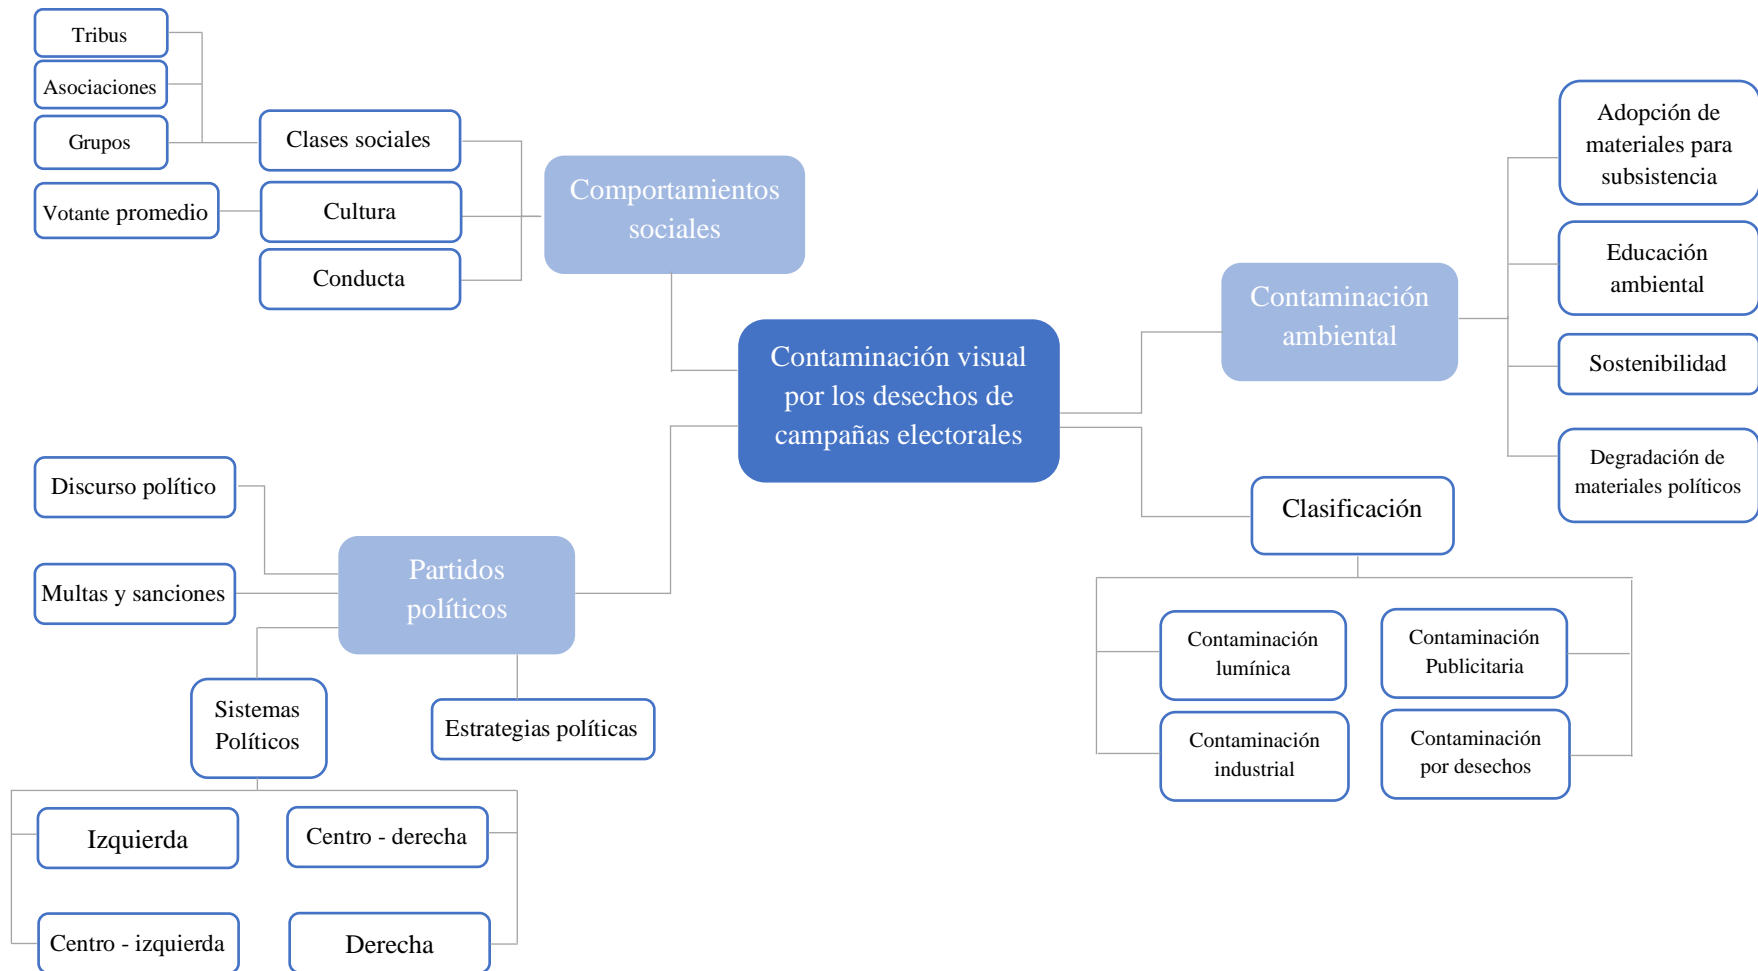 Tribus
Asociaciones
Grupos
Votante promedio
Clases sociales
Cultura
Conducta
Comportamientos
sociales
Contaminación visual
por los desechos de
campañas electorales
Contaminación
ambiental
Adopción de
materiales para
subsistencia
Educación
ambiental
Sostenibilidad
Degradación de
materiales políticos
Clasificación
Contaminación
lumínica
Contaminación
Publicitaria
Contaminación
industrial
Contaminación
por desechos
Discurso político
Multas y sanciones
Partidos
políticos
Sistemas
Políticos
Estrategias políticas
Izquierda
Centro - derecha
Centro - izquierda
Derecha